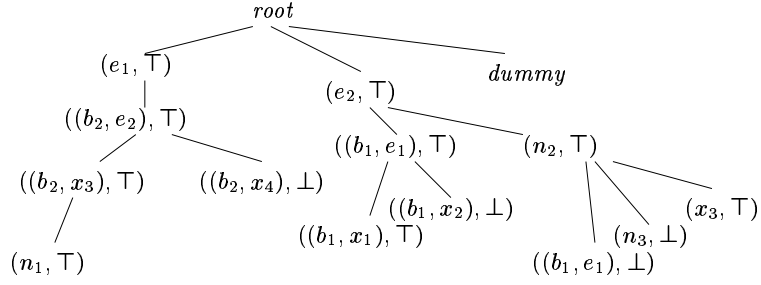 root
(e₁, ⊤)
dummy
(e₂, ⊤)
((b₂, e₂), ⊤)
((b₁, e₁), ⊤)
(n₂, ⊤)
((b₂, x₃), ⊤)
((b₂, x₄), ⊥)
((b₁, x₂), ⊥)
(x₃, ⊤)
((b₁, x₁), ⊤)
(n₃, ⊥)
(n₁, ⊤)
((b₁, e₁), ⊥)